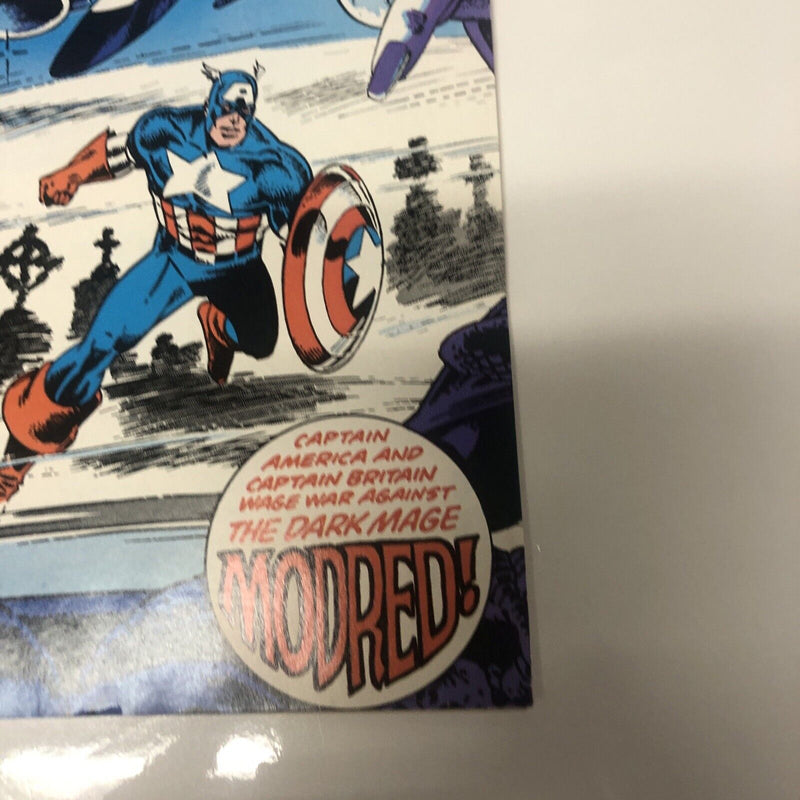 CAPTAIN
AMERICA AND
CAPTAIN BRITAIN
WAGE WAR AGAINST
THE DARK MAGE
MODRED!